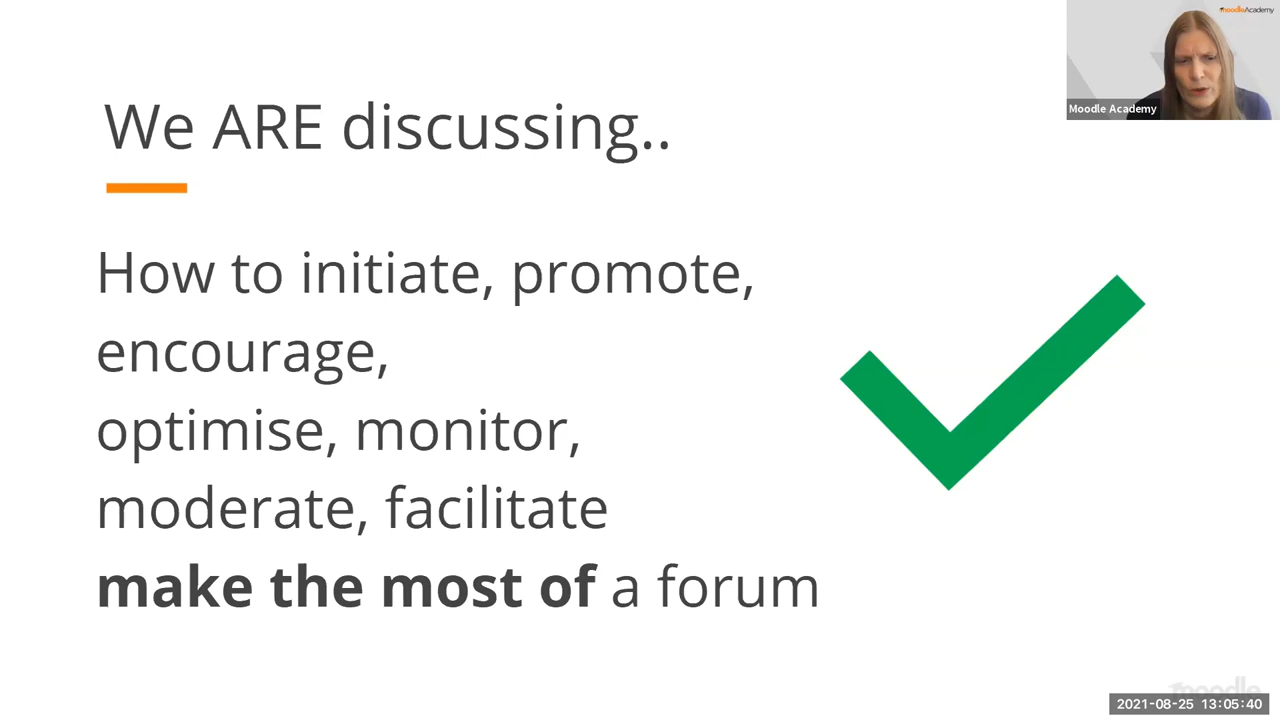 moodleAcademy
Moodle Academy
We ARE discussing..
How to initiate, promote,
encourage,
optimise, monitor,
moderate, facilitate
make the most of a forum
moodle
2021-08-25 13:05:40